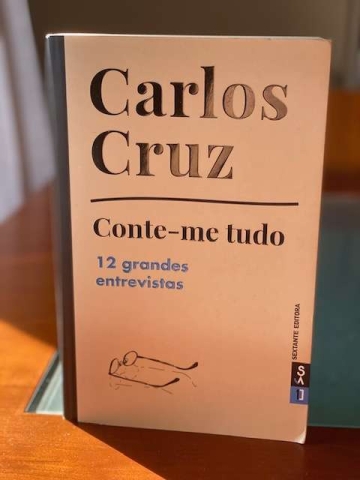 Carlos
Cruz
Conte-me tudo
12 grandes
entrevistas
SEXTANTE EDITORA